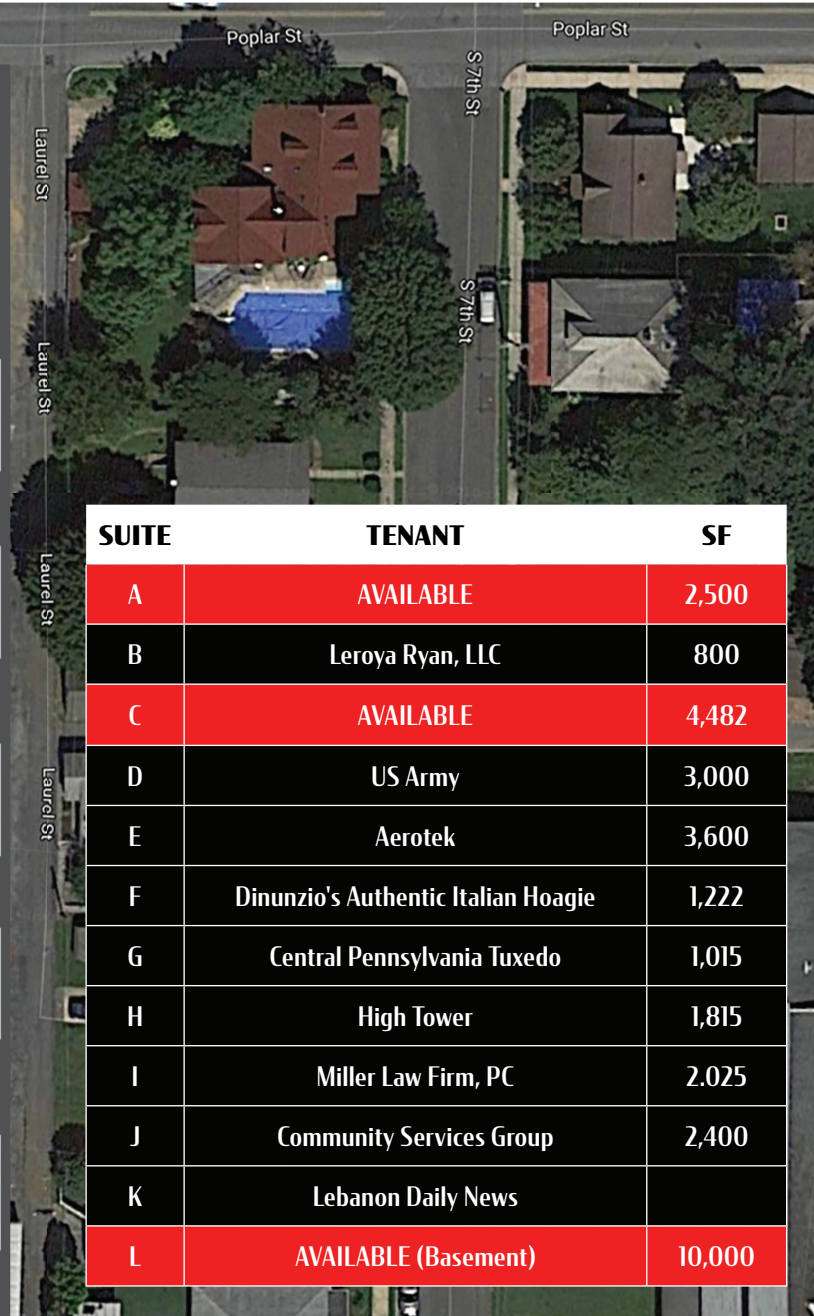 Poplar St
Poplar St
S 7th St
Laurel St
S 7th St
Laurel St
Laurel St
Laurel St
SUITE TENANT SF
A AVAILABLE 2,500
B Leroya Ryan, LLC 800
C AVAILABLE 4,482
D US Army 3,000
E Aerotek 3,600
F Dinunzio's Authentic Italian Hoagie 1,222
G Central Pennsylvania Tuxedo 1,015
H High Tower 1,815
I Miller Law Firm, PC 2.025
J Community Services Group 2,400
K Lebanon Daily News
L AVAILABLE (Basement) 10,000